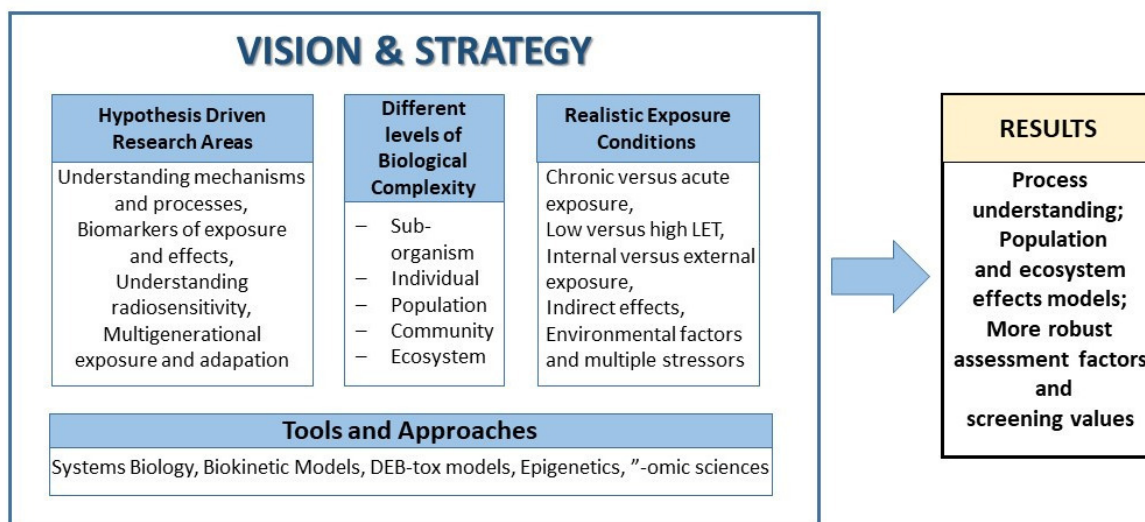 VISION & STRATEGY
Hypothesis Driven
Research Areas
Understanding mechanisms
and processes,
Biomarkers of exposure
and effects,
Understanding
radiosensitivity,
Multigenerational
exposure and adapation
Different
levels of
Biological
Complexity
– Sub-
organism
– Individual
– Population
– Community
– Ecosystem
Realistic Exposure
Conditions
Chronic versus acute
exposure,
Low versus high LET,
Internal versus external
exposure,
Indirect effects,
Environmental factors
and multiple stressors
Tools and Approaches
Systems Biology, Biokinetic Models, DEB-tox models, Epigenetics, ”-omic sciences
RESULTS
Process
understanding;
Population
and ecosystem
effects models;
More robust
assessment factors
and
screening values